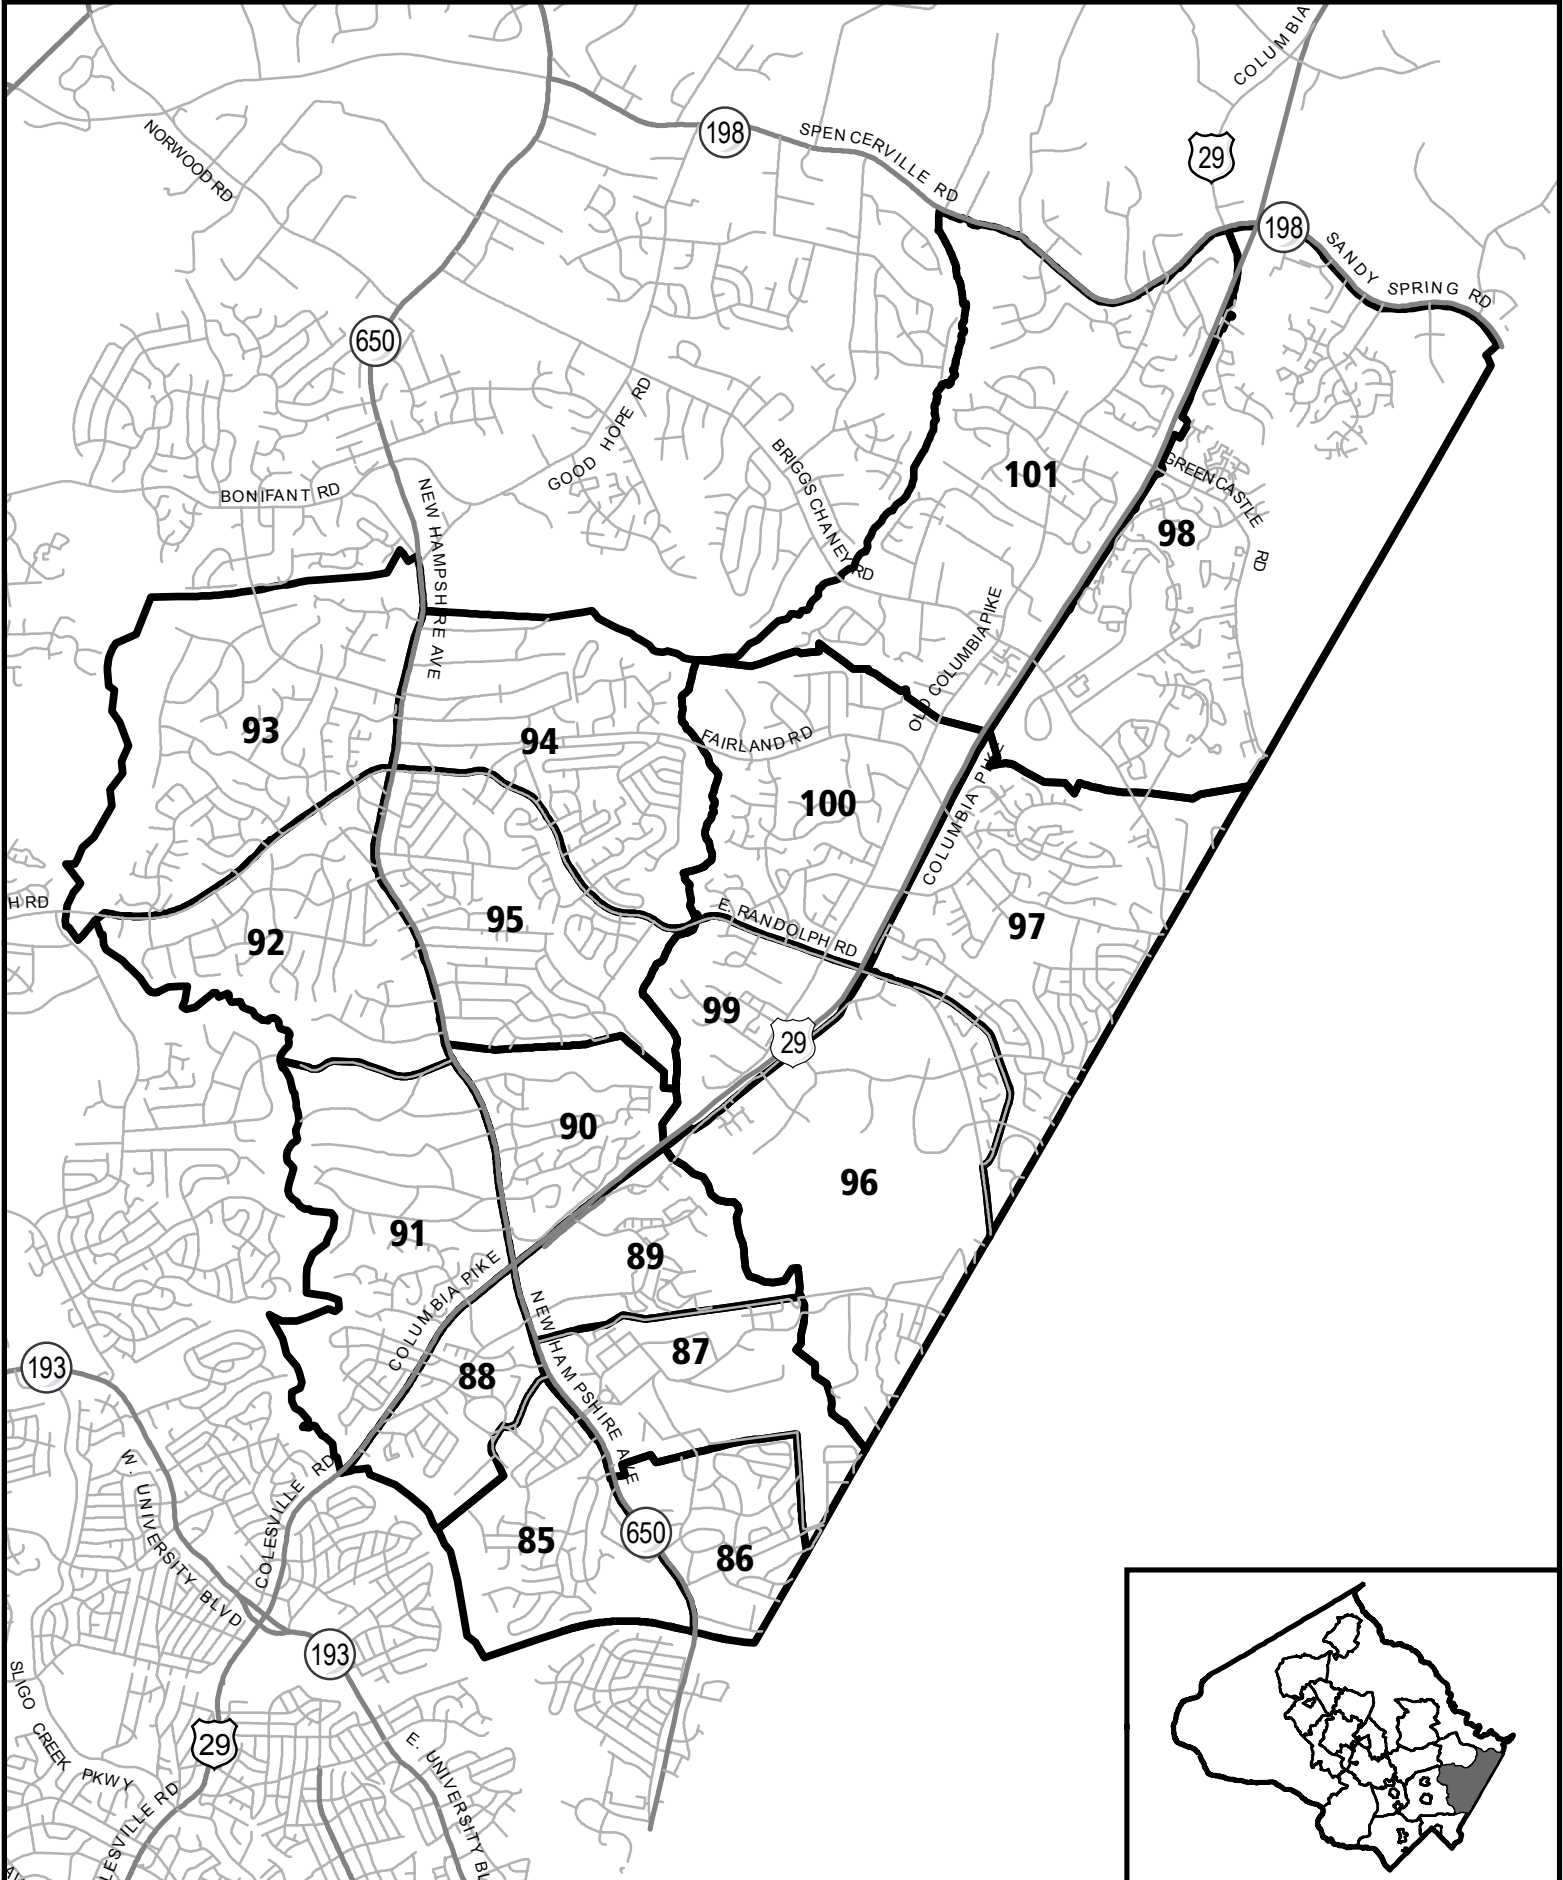 COLUMBIA
198
SPENCERVILLE RD
29
NORWOOD RD
198
SANDY SPRING RD
650
GOOD HOPE RD
BRIGGS CHANEY RD
101
GREENCASTLE RD
BONIFANT RD
NEW HAMPSHIRE AVE
98
OLD COLUMBIA PIKE
93
94
FAIRLAND RD
100
COLUMBIA PIKE
H RD
E. RANDOLPH RD
95
92
97
99
29
90
96
91
89
COLUMBIA PIKE
NEW HAMPSHIRE AVE
87
193
88
W. UNIVERSITY BLVD
COLESVILLE RD
85
650
86
193
SLIGO CREEK PKWY
29
E. UNIVERSITY BL
LESVILLE RD
AV